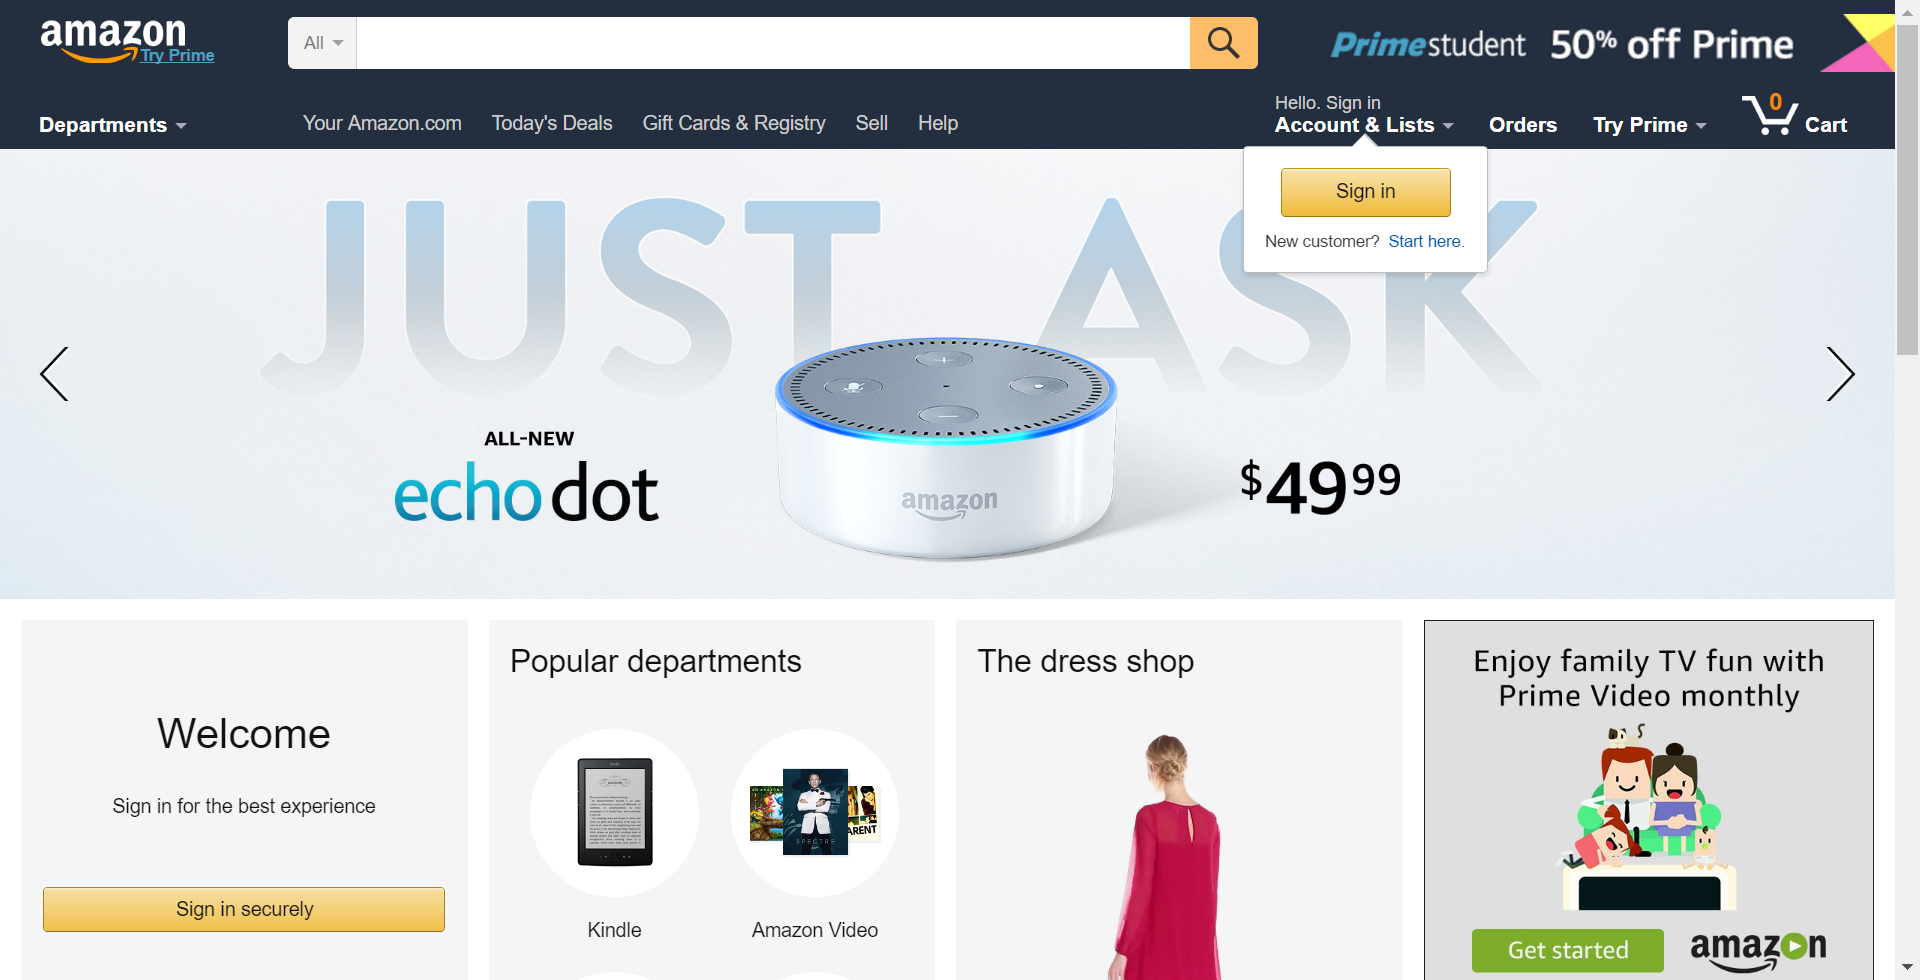 amazon
Try Prime
All
Prime student 50% off Prime
Departments
Your Amazon.com Today's Deals Gift Cards & Registry Sell Help
Hello. Sign in
Account & Lists
Orders
Try Prime
0
Cart
Sign in
New customer? Start here.
JUST ASK
ALL-NEW
echo dot
amazon
$49 99
Welcome
Sign in for the best experience
Sign in securely
Popular departments
SPECTRE
Kindle
Amazon Video
The dress shop
Enjoy family TV fun with
Prime Video monthly
Get started
amazon